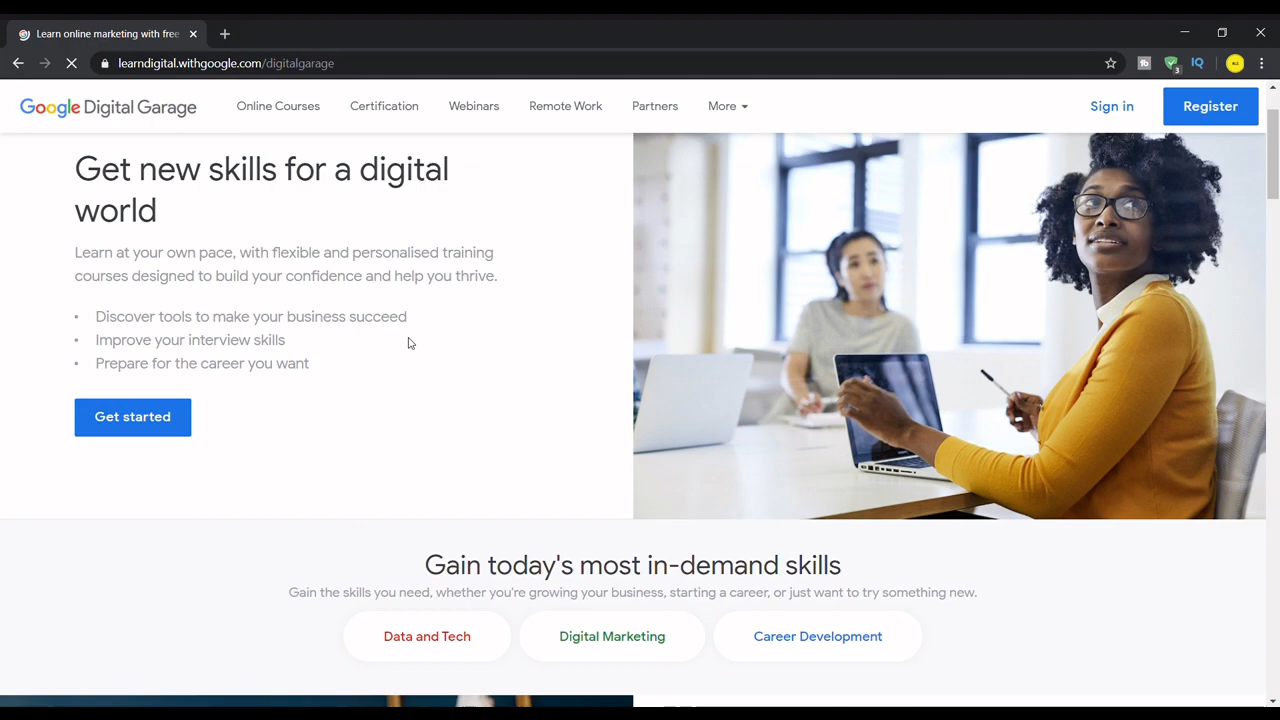 Learn online marketing with free
learndigital.withgoogle.com/digitalgarage
Google Digital Garage
Online Courses
Certification
Webinars
Remote Work
Partners
More
Sign in
Register
Get new skills for a digital
world
Learn at your own pace, with flexible and personalised training
courses designed to build your confidence and help you thrive.
• Discover tools to make your business succeed
• Improve your interview skills
• Prepare for the career you want
Get started
Gain today's most in-demand skills
Gain the skills you need, whether you're growing your business, starting a career, or just want to try something new.
Data and Tech
Digital Marketing
Career Development